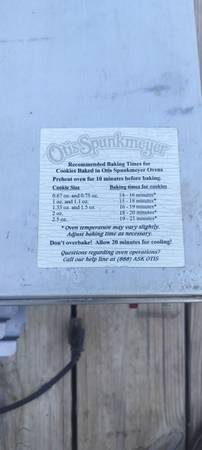 Otis Spunkmeyer
Recommended Baking Times for
Cookies Baked in Otis Spunkmeyer Ovens
Preheat oven for 10 minutes before baking.
Cookie Size Baking times for cookies
0.67 oz. and 0.75 oz. 14 - 16 minutes*
1 oz. and 1.1 oz. 15 - 18 minutes*
1.33 oz. and 1.5 oz. 16 - 19 minutes*
2 oz. 18 - 20 minutes*
2.5 oz. 19 - 21 minutes*
* Oven temperature may vary slightly.
Adjust baking time as necessary.
Don't overbake! Allow 20 minutes for cooling!
Questions regarding oven operations?
Call our help line at (888) ASK OTIS